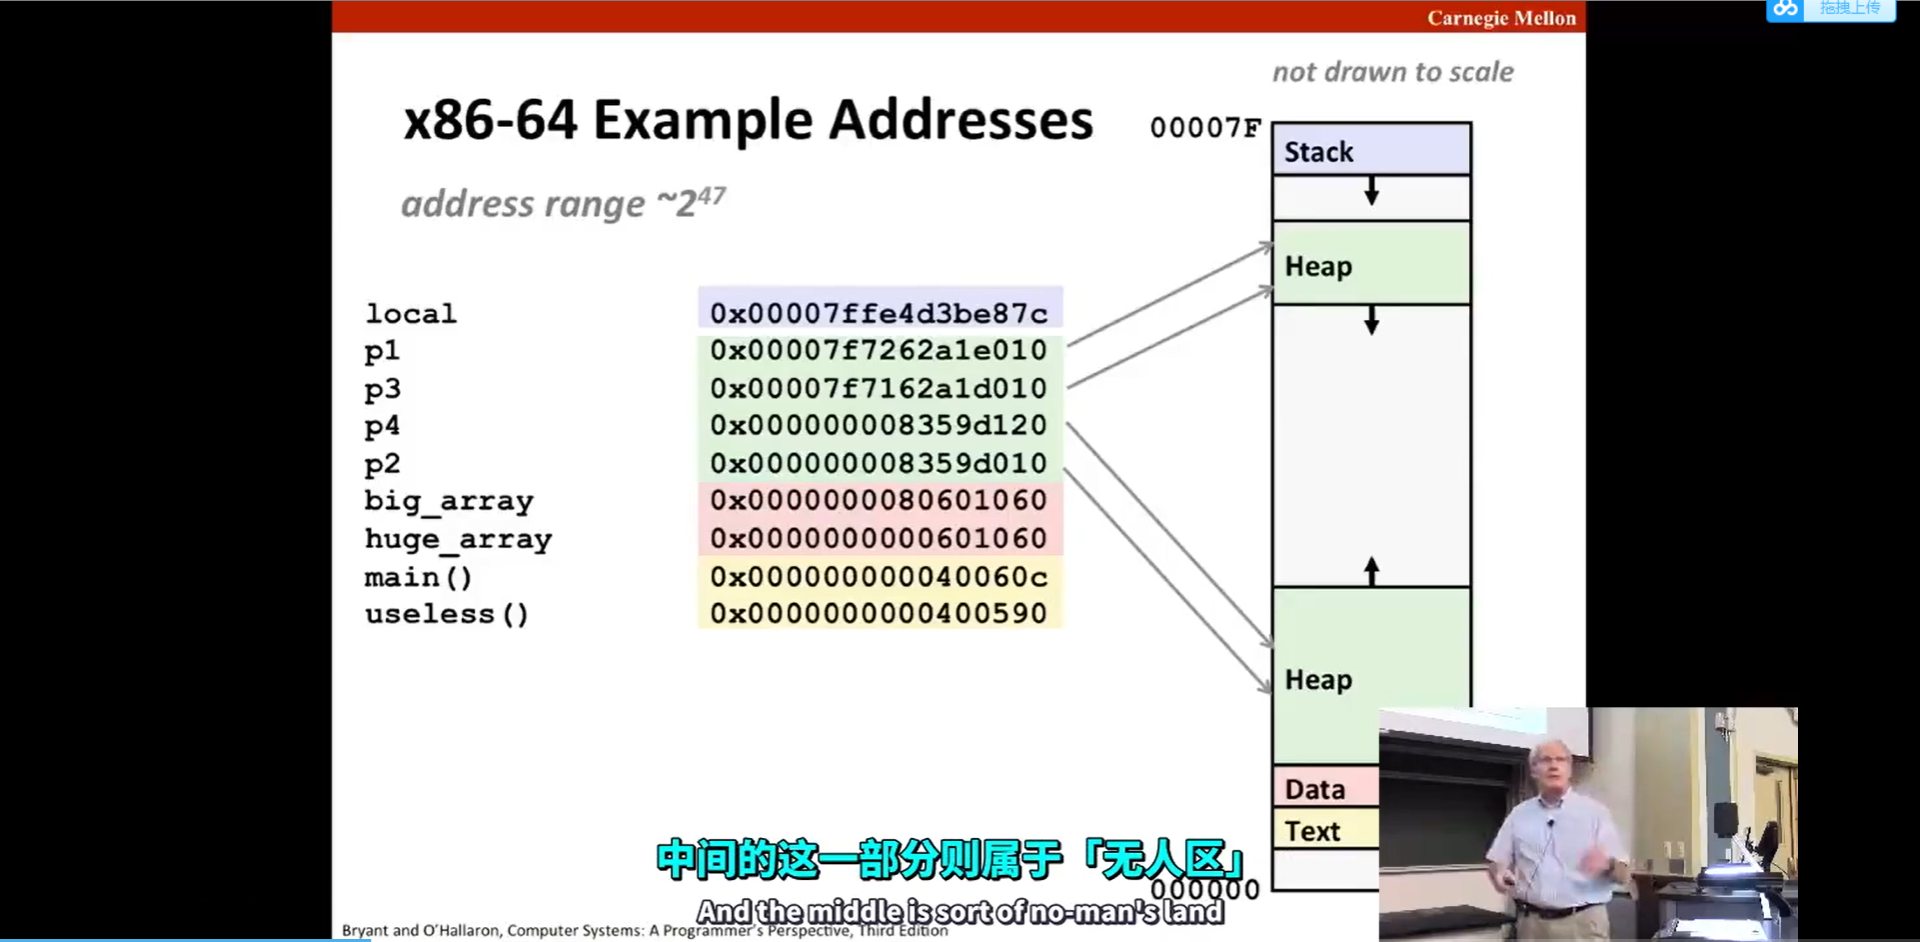 Carnegie Mellon
拖拽上传
not drawn to scale
x86-64 Example Addresses
address range ~2^47
00007F
Stack
Heap
local 0x00007ffe4d3be87c
p1 0x00007f7262a1e010
p3 0x00007f7162a1d010
p4 0x000000008359d120
p2 0x000000008359d010
big_array 0x0000000080601060
huge_array 0x0000000000601060
main() 0x000000000040060c
useless() 0x0000000000400590
Heap
Data
Text
000000
中间的这一部分则属于「无人区」
And the middle is sort of no-man's land
Bryant and O'Hallaron, Computer Systems: A Programmer's Perspective, Third Edition